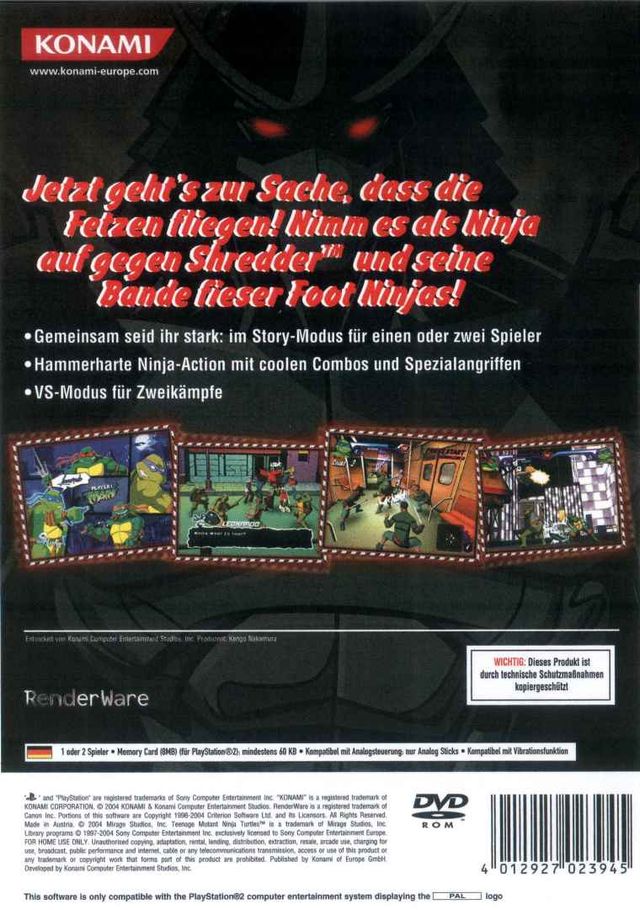 KONAMI
www.konami-europe.com
Jetzt geht's zur Sache, dass die
Fetzen fliegen! Nimm es als Ninja
auf gegen Shredder™ und seine
Bande fieser Foot Ninjas!
• Gemeinsam seid ihr stark: im Story-Modus für einen oder zwei Spieler
• Hammerharte Ninja-Action mit coolen Combos und Spezialangriffen
• VS-Modus für Zweikämpfe
LEONARDO
Entwickelt von Konami Computer Entertainment Studios, Inc. Produzent: Kengo Nakamura
WICHTIG: Dieses Produkt ist
durch technische Schutzmaßnahmen
kopiergeschützt
RenderWare
1 oder 2 Spieler • Memory Card (8MB) (für PlayStation®2): mindestens 60 KB • Kompatibel mit Analogsteuerung: nur Analog Sticks • Kompatibel mit Vibrationsfunktion
" " and "PlayStation" are registered trademarks of Sony Computer Entertainment Inc. "KONAMI" is a registered trademark of
KONAMI CORPORATION. © 2004 KONAMI & Konami Computer Entertainment Studios. RenderWare is a registered trademark of
Canon Inc. Portions of this software are Copyright 1998-2004 Criterion Software Ltd. and its Licensors. All Rights Reserved.
Made in Austria. © 2004 Mirage Studios, Inc. Teenage Mutant Ninja Turtles™ is a trademark of Mirage Studios, Inc.
Library programs © 1997-2004 Sony Computer Entertainment Inc. exclusively licensed to Sony Computer Entertainment Europe.
FOR HOME USE ONLY. Unauthorised copying, adaptation, rental, lending, distribution, extraction, resale, arcade use, charging for
use, broadcast, public performance and internet, cable or any telecommunications transmission, access or use of this product or
any trademark or copyright work that forms part of this product are prohibited. Published by Konami of Europe GmbH.
Developed by Konami Computer Entertainment Studios, Inc.
DVD
ROM
4 012927 023945
This software is only compatible with the PlayStation®2 computer entertainment system displaying the PAL logo